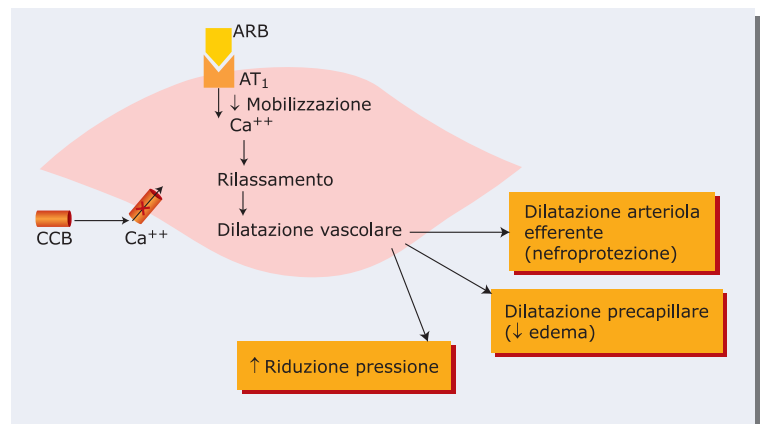 ARB
AT₁
↓ Mobilizzazione
Ca⁺⁺
Rilassamento
Dilatazione vascolare
CCB
Ca⁺⁺
Dilatazione arteriola
efferente
(nefroprotezione)
Dilatazione precapillare
(↓ edema)
↑ Riduzione pressione